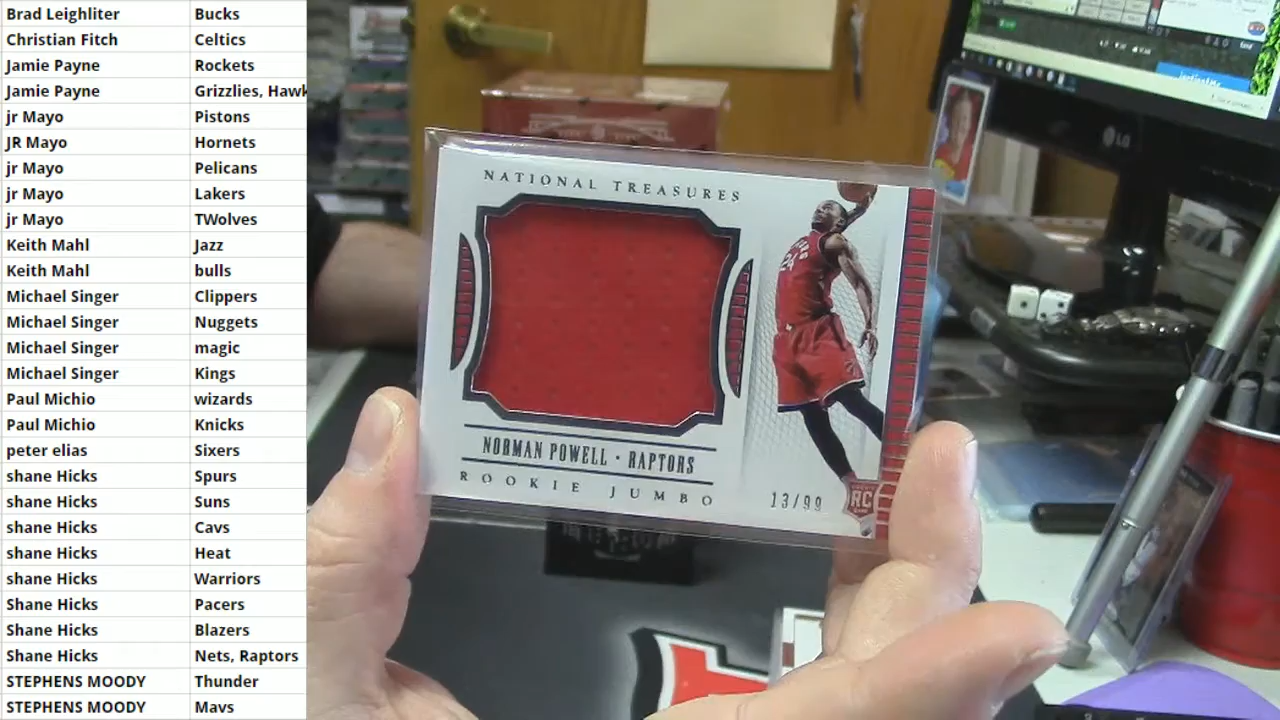 Brad Leighliter Bucks
Christian Fitch Celtics
Jamie Payne Rockets
Jamie Payne Grizzlies, Hawk
jr Mayo Pistons
JR Mayo Hornets
jr Mayo Pelicans
jr Mayo Lakers
jr Mayo TWolves
Keith Mahl Jazz
Keith Mahl bulls
Michael Singer Clippers
Michael Singer Nuggets
Michael Singer magic
Michael Singer Kings
Paul Michio wizards
Paul Michio Knicks
peter elias Sixers
shane Hicks Spurs
shane Hicks Suns
shane Hicks Cavs
shane Hicks Heat
shane Hicks Warriors
Shane Hicks Pacers
Shane Hicks Blazers
Shane Hicks Nets, Raptors
STEPHENS MOODY Thunder
STEPHENS MOODY Mavs
NATIONAL TREASURES
24
NORMAN POWELL • RAPTORS
ROOKIE JUMBO
13/99
RC
LG